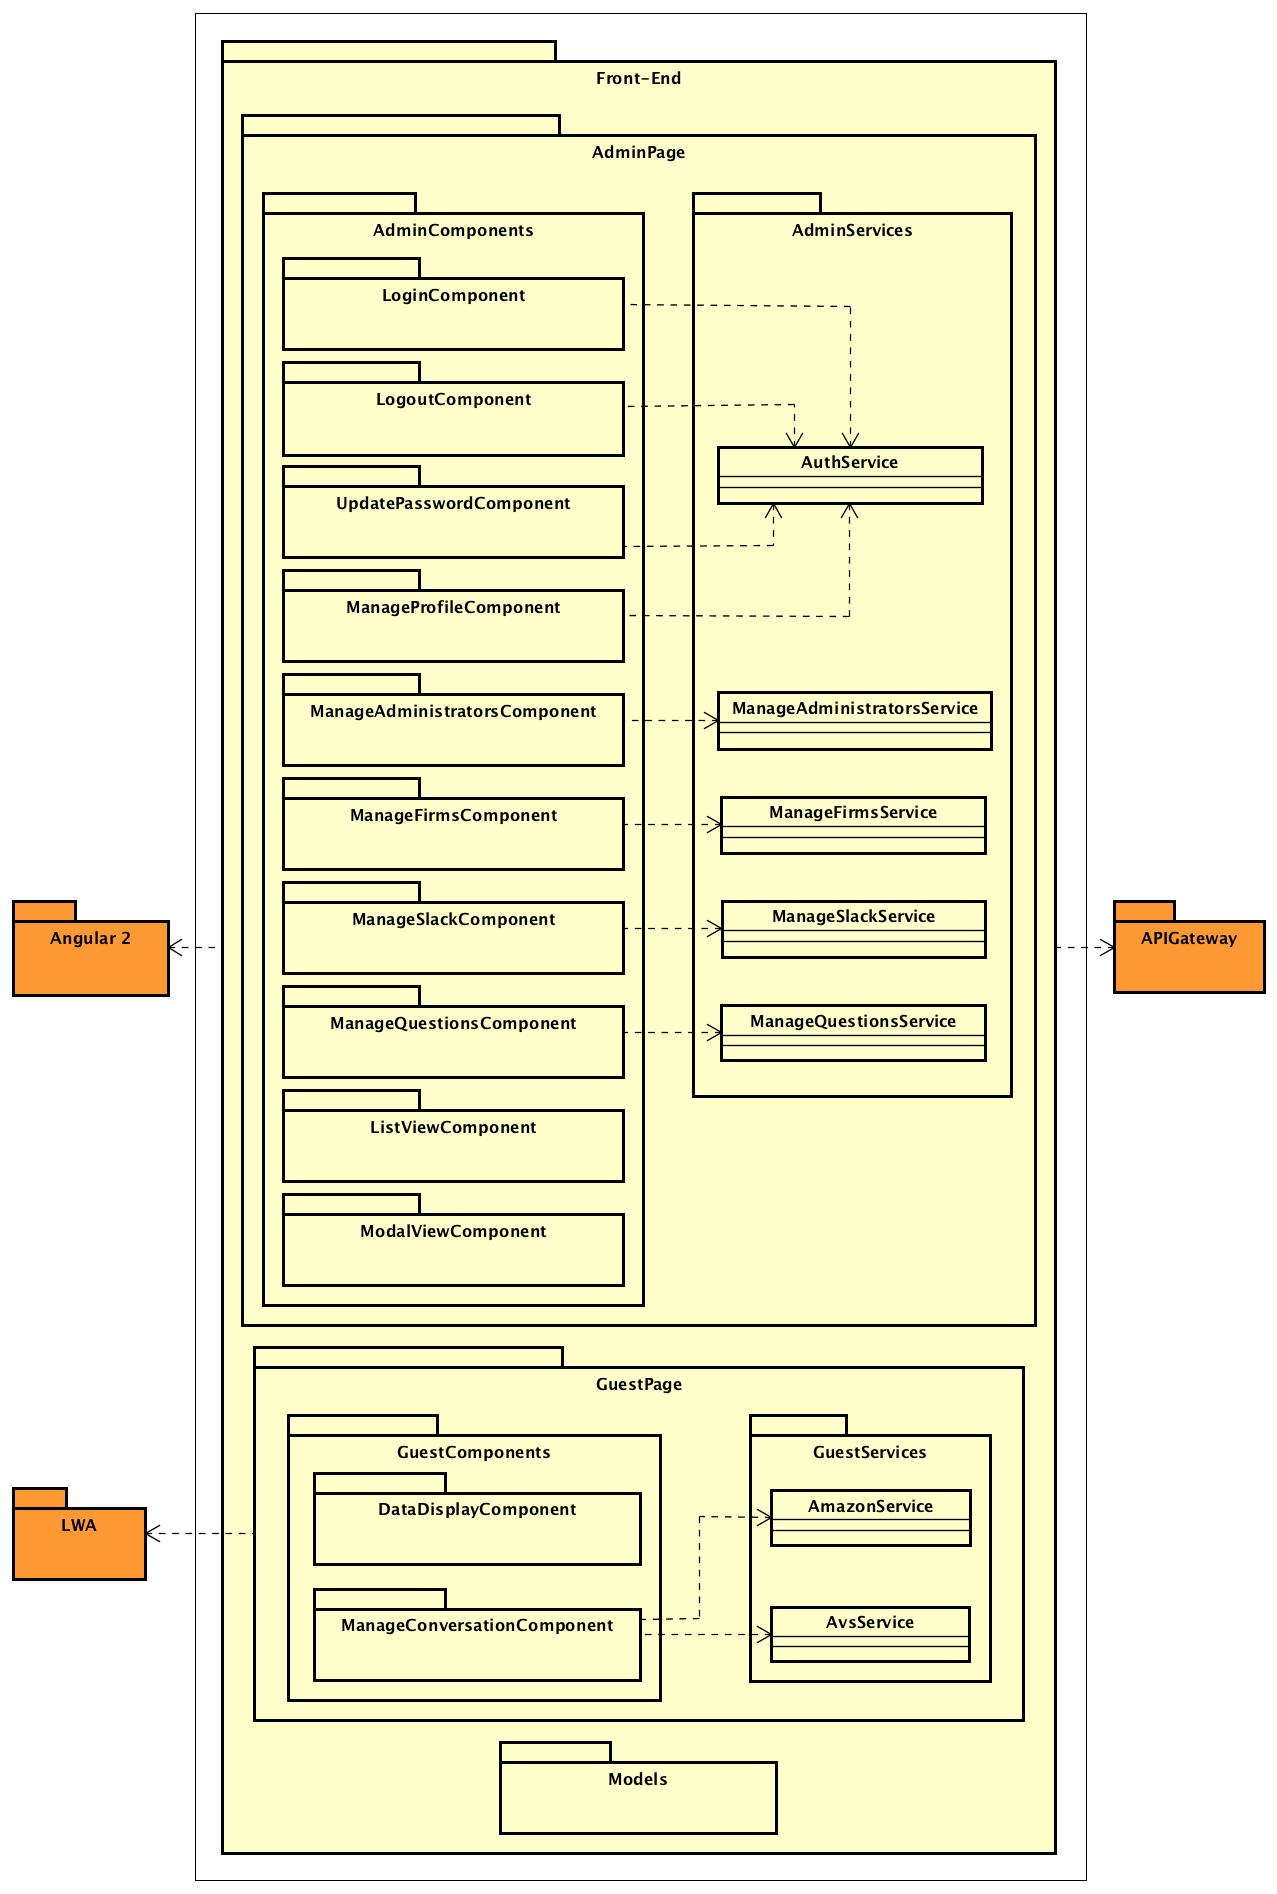 Front-End
AdminPage
AdminComponents
AdminServices
LoginComponent
LogoutComponent
AuthService
UpdatePasswordComponent
ManageProfileComponent
ManageAdministratorsComponent
ManageAdministratorsService
ManageFirmsComponent
ManageFirmsService
ManageSlackComponent
ManageSlackService
Angular 2
APIGateway
ManageQuestionsComponent
ManageQuestionsService
ListViewComponent
ModalViewComponent
GuestPage
GuestComponents
GuestServices
DataDisplayComponent
AmazonService
LWA
ManageConversationComponent
AvsService
Models